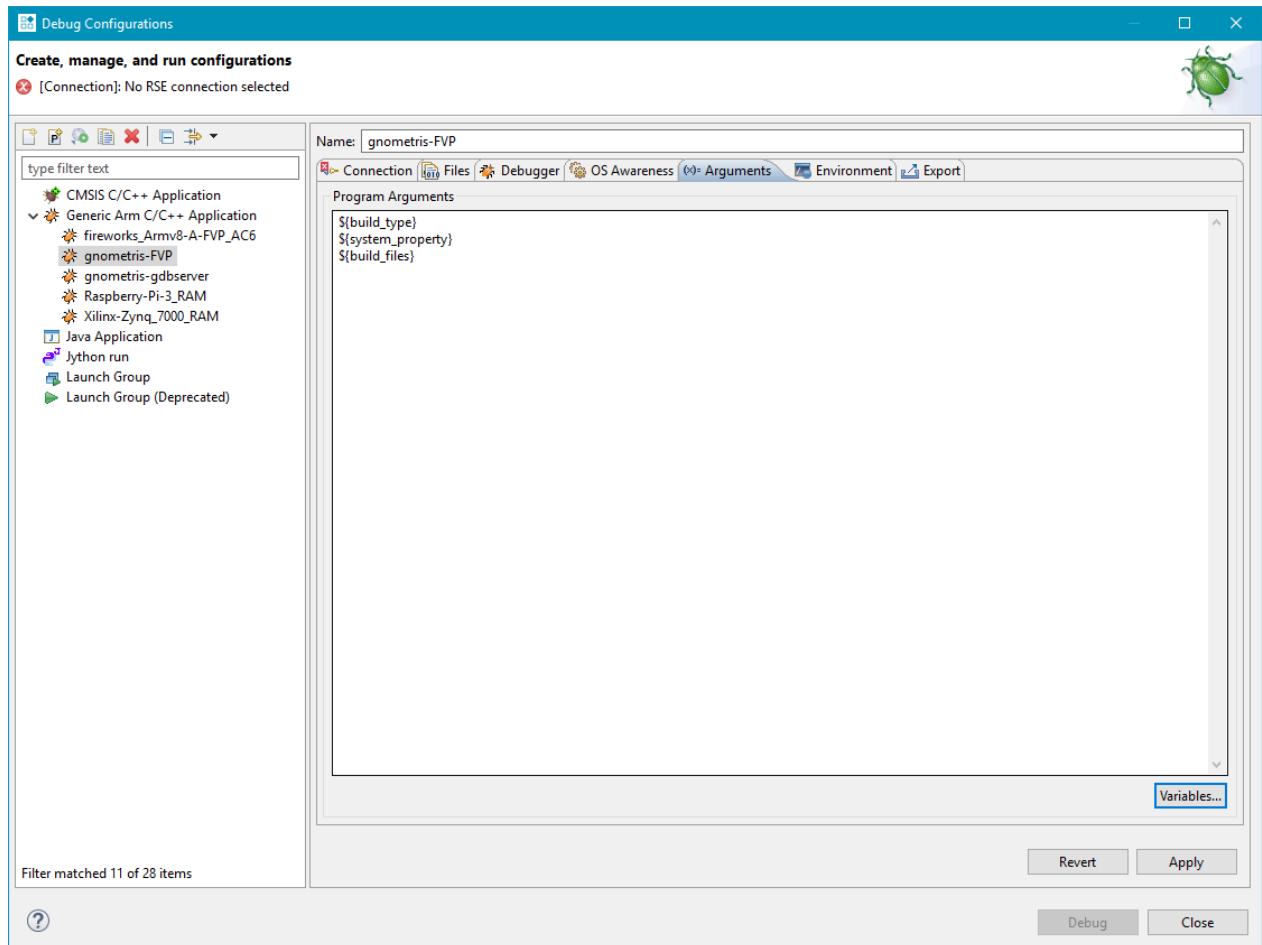 Debug Configurations
Create, manage, and run configurations
[Connection]: No RSE connection selected
type filter text
CMSIS C/C++ Application
Generic Arm C/C++ Application
fireworks_Armv8-A-FVP_AC6
gnometris-FVP
gnometris-gdbserver
Raspberry-Pi-3_RAM
Xilinx-Zynq_7000_RAM
Java Application
Jython run
Launch Group
Launch Group (Deprecated)
Filter matched 11 of 28 items
Name: gnometris-FVP
Connection Files Debugger OS Awareness (x)= Arguments Environment Export
Program Arguments
${build_type}
${system_property}
${build_files}
Variables...
Revert Apply
Debug Close